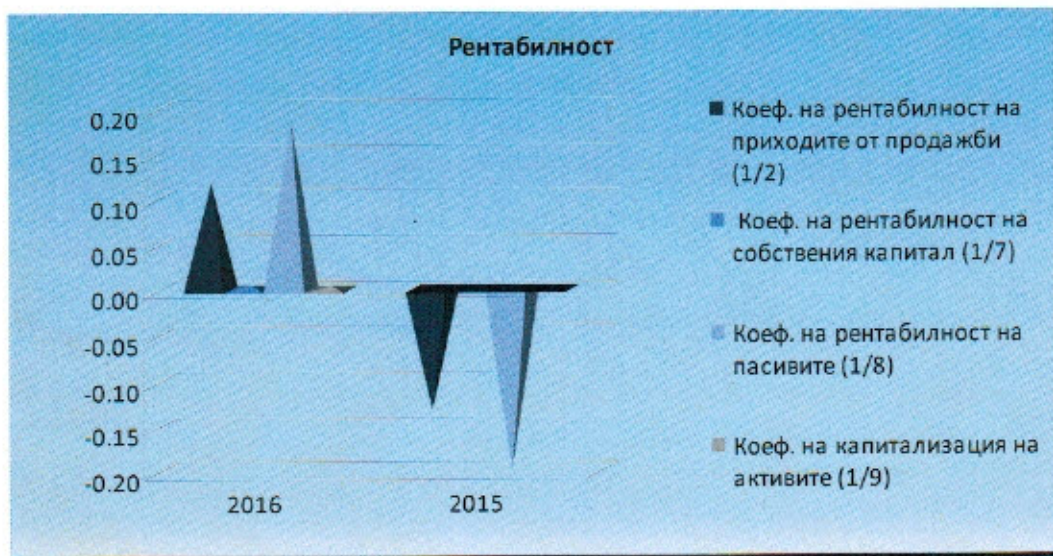 Рентабилност
0.20
0.15
0.10
0.05
0.00
-0.05
-0.10
-0.15
-0.20
2016
2015
Коеф. на рентабилност на
приходите от продажби
(1/2)
Коеф. на рентабилност на
собствения капитал (1/7)
Коеф. на рентабилност на
пасивите (1/8)
Коеф. на капитализация на
активите (1/9)